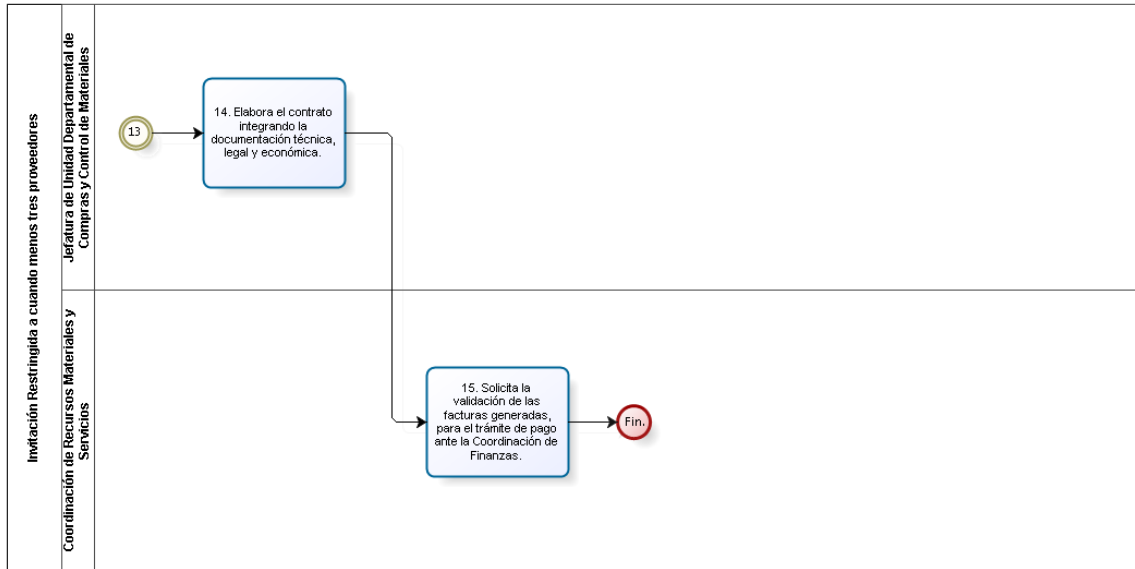 Invitación Restringida a cuando menos tres proveedores
Jefatura de Unidad Departamental de
Compras y Control de Materiales
13
14. Elabora el contrato
integrando la
documentación técnica,
legal y económica.
Coordinación de Recursos Materiales y
Servicios
15. Solicita la
validación de las
facturas generadas,
para el trámite de pago
ante la Coordinación de
Finanzas.
Fin.